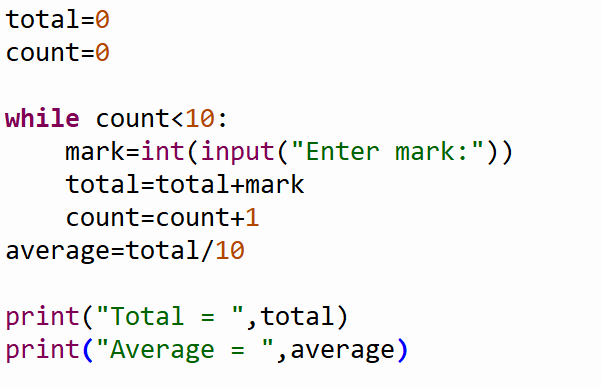 total=0
count=0
while count<10:
    mark=int(input("Enter mark:"))
    total=total+mark
    count=count+1
average=total/10
print("Total = ",total)
print("Average = ",average)